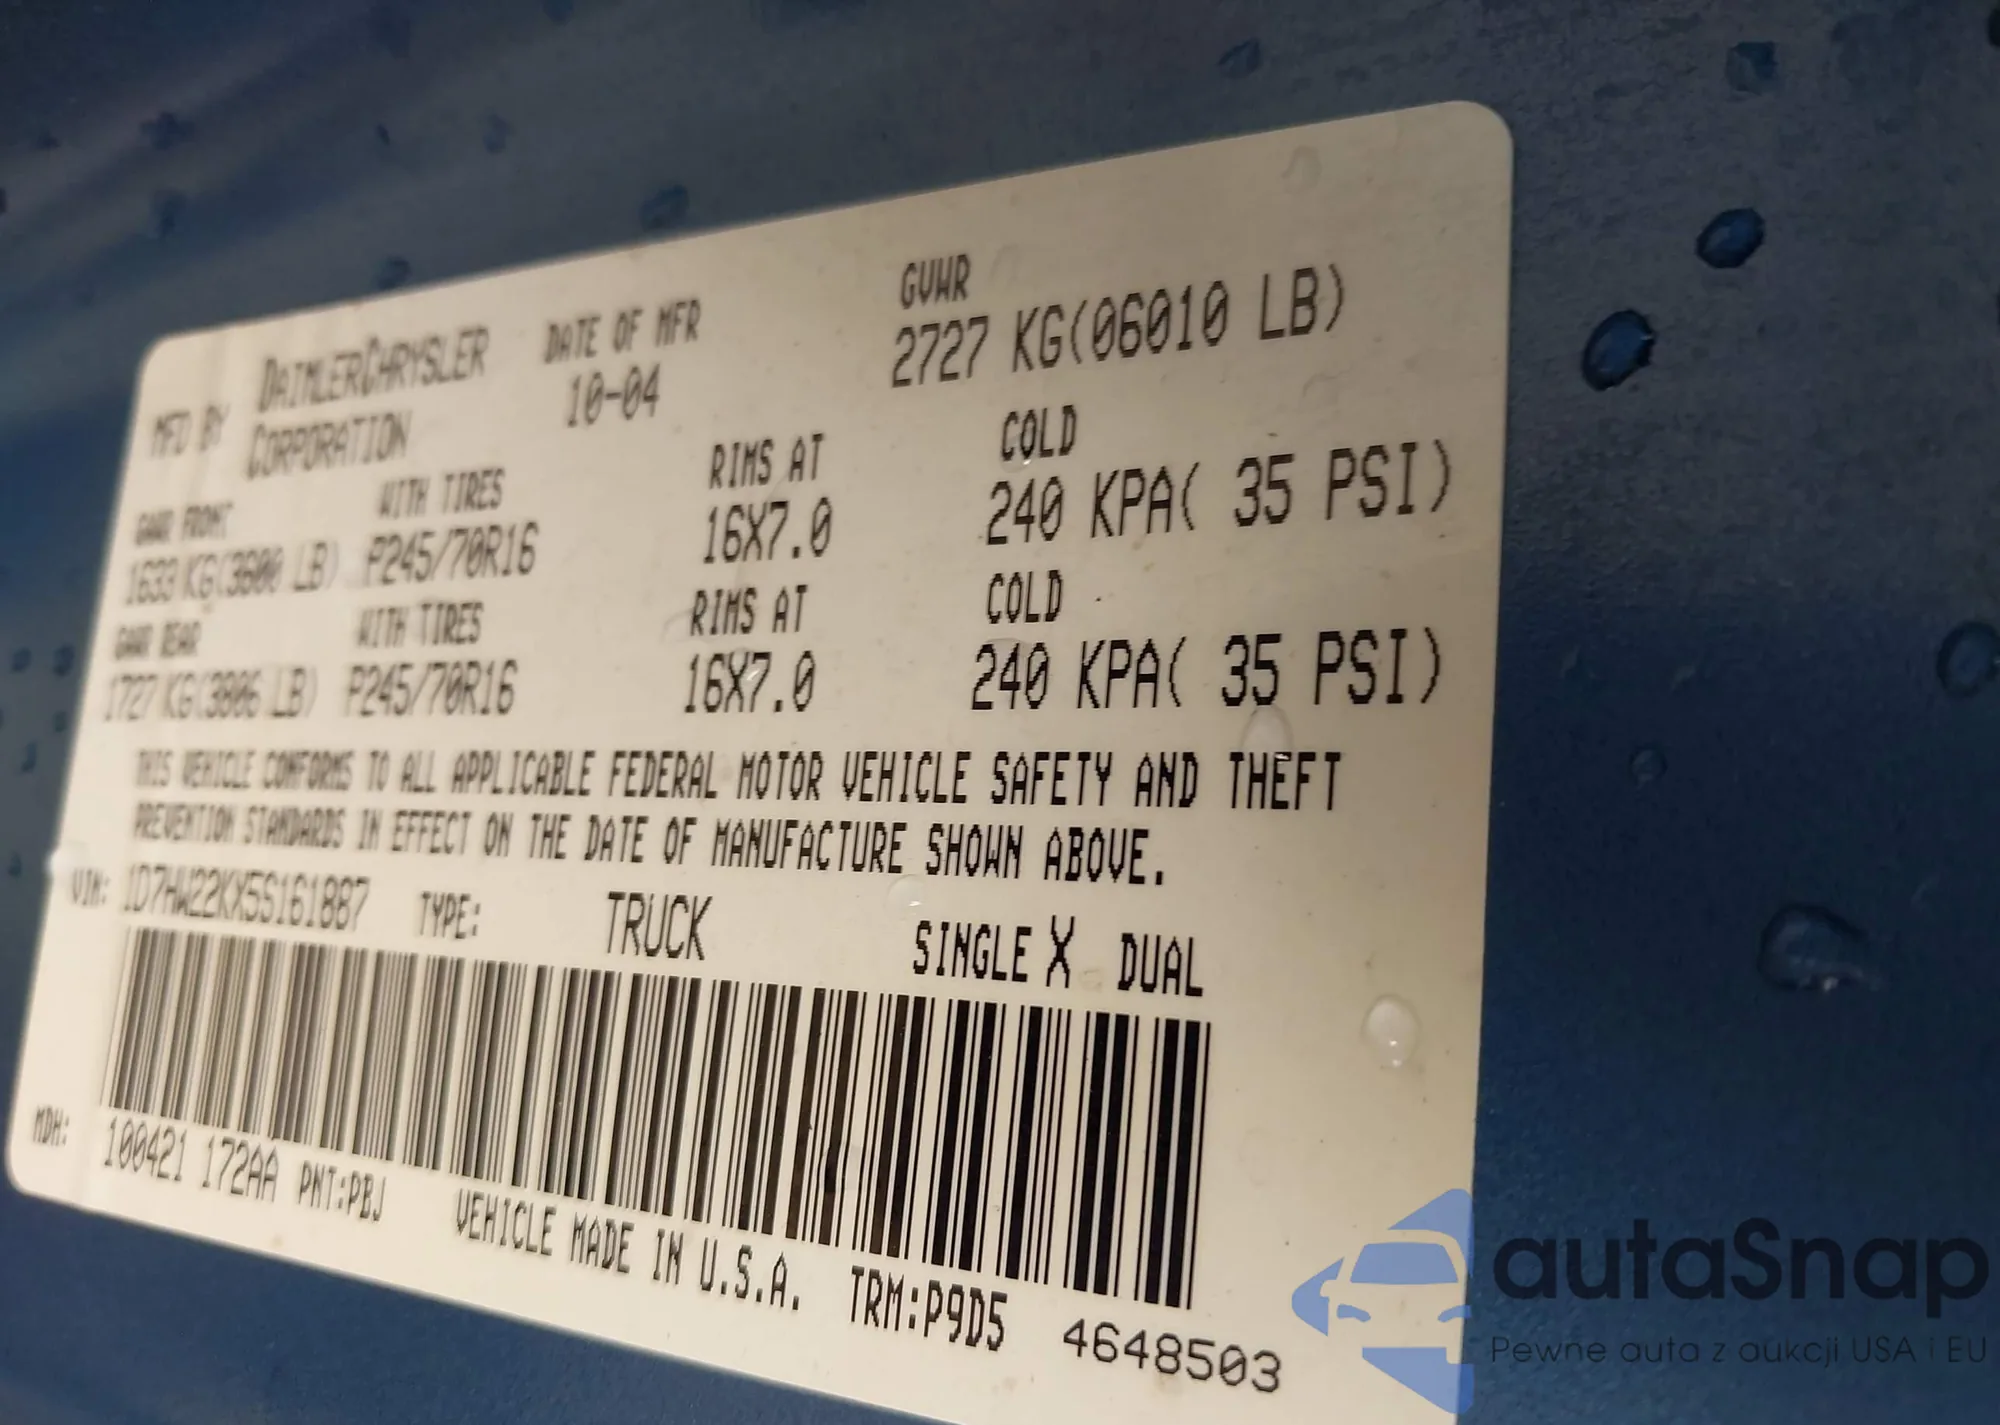 MFD BY DAIMLERCHRYSLER CORPORATION
DATE OF MFR
10-04
GVWR
2727 KG(06010 LB)
GAWR FRONT
WITH TIRES
RIMS AT
COLD
1633 KG(3600 LB)
P245/70R16
16X7.0
240 KPA( 35 PSI)
GAWR REAR
WITH TIRES
RIMS AT
COLD
1727 KG(3806 LB)
P245/70R16
16X7.0
240 KPA( 35 PSI)
THIS VEHICLE CONFORMS TO ALL APPLICABLE FEDERAL MOTOR VEHICLE SAFETY AND THEFT
PREVENTION STANDARDS IN EFFECT ON THE DATE OF MANUFACTURE SHOWN ABOVE.
VIN: 1D7HW22KX5S161887 TYPE: TRUCK SINGLE X DUAL
MDH: 100421 172AA PNT:PBJ VEHICLE MADE IN U.S.A. TRM:P9D5 4648503
autaSnap
Pewne auta z aukcji USA i EU